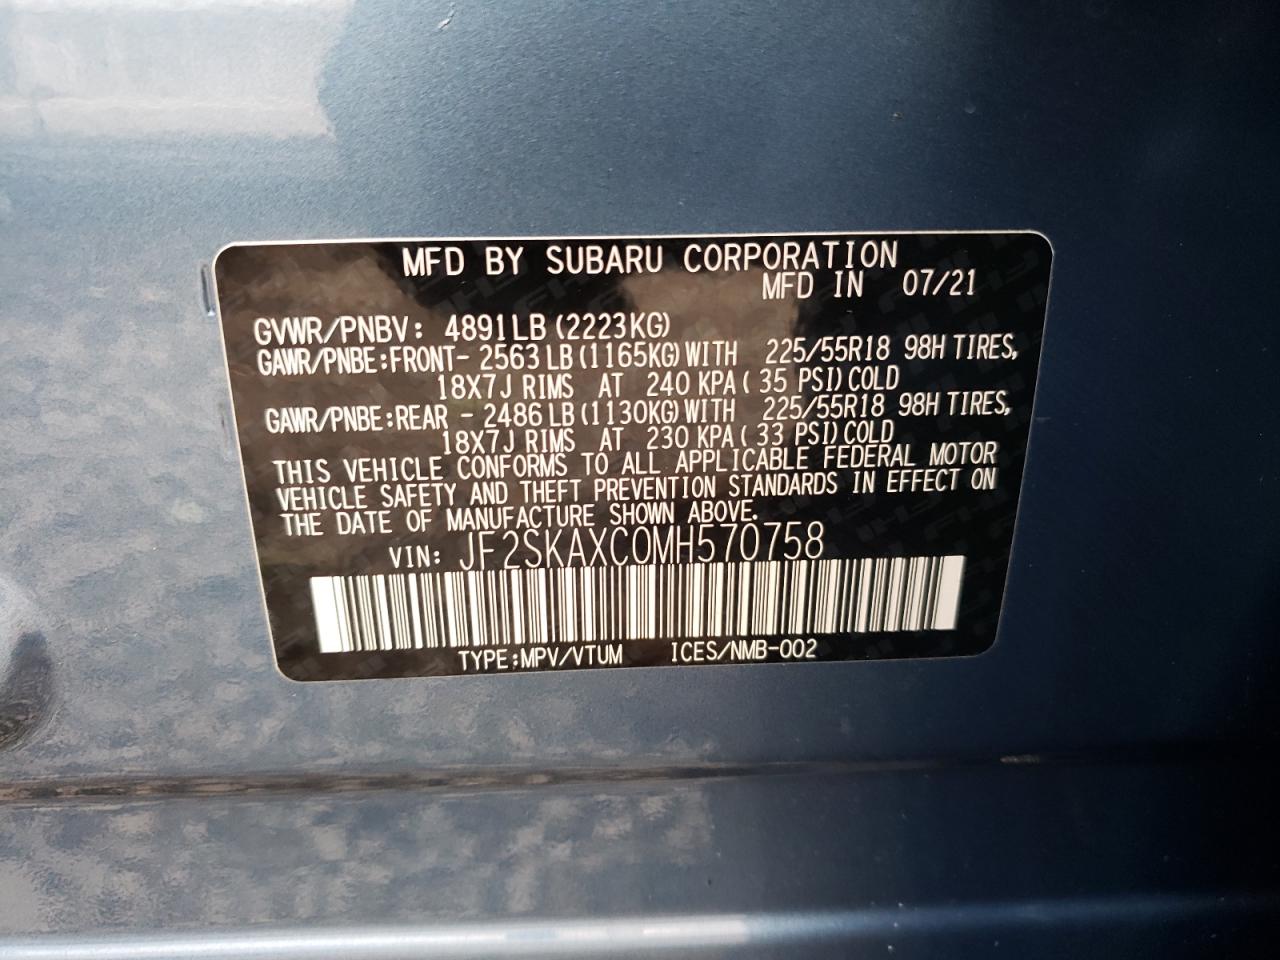 MFD BY SUBARU CORPORATION
MFD IN 07/21
GVWR/PNBV: 4891LB (2223KG)
GAWR/PNBE:FRONT- 2563 LB (1165KG) WITH 225/55R18 98H TIRES,
18X7J RIMS AT 240 KPA ( 35 PSI) COLD
GAWR/PNBE:REAR - 2486 LB (1130KG) WITH 225/55R18 98H TIRES,
18X7J RIMS AT 230 KPA ( 33 PSI) COLD
THIS VEHICLE CONFORMS TO ALL APPLICABLE FEDERAL MOTOR
VEHICLE SAFETY AND THEFT PREVENTION STANDARDS IN EFFECT ON
THE DATE OF MANUFACTURE SHOWN ABOVE.
VIN: JF2SKAXC0MH570758
TYPE:MPV/VTUM ICES/NMB-002